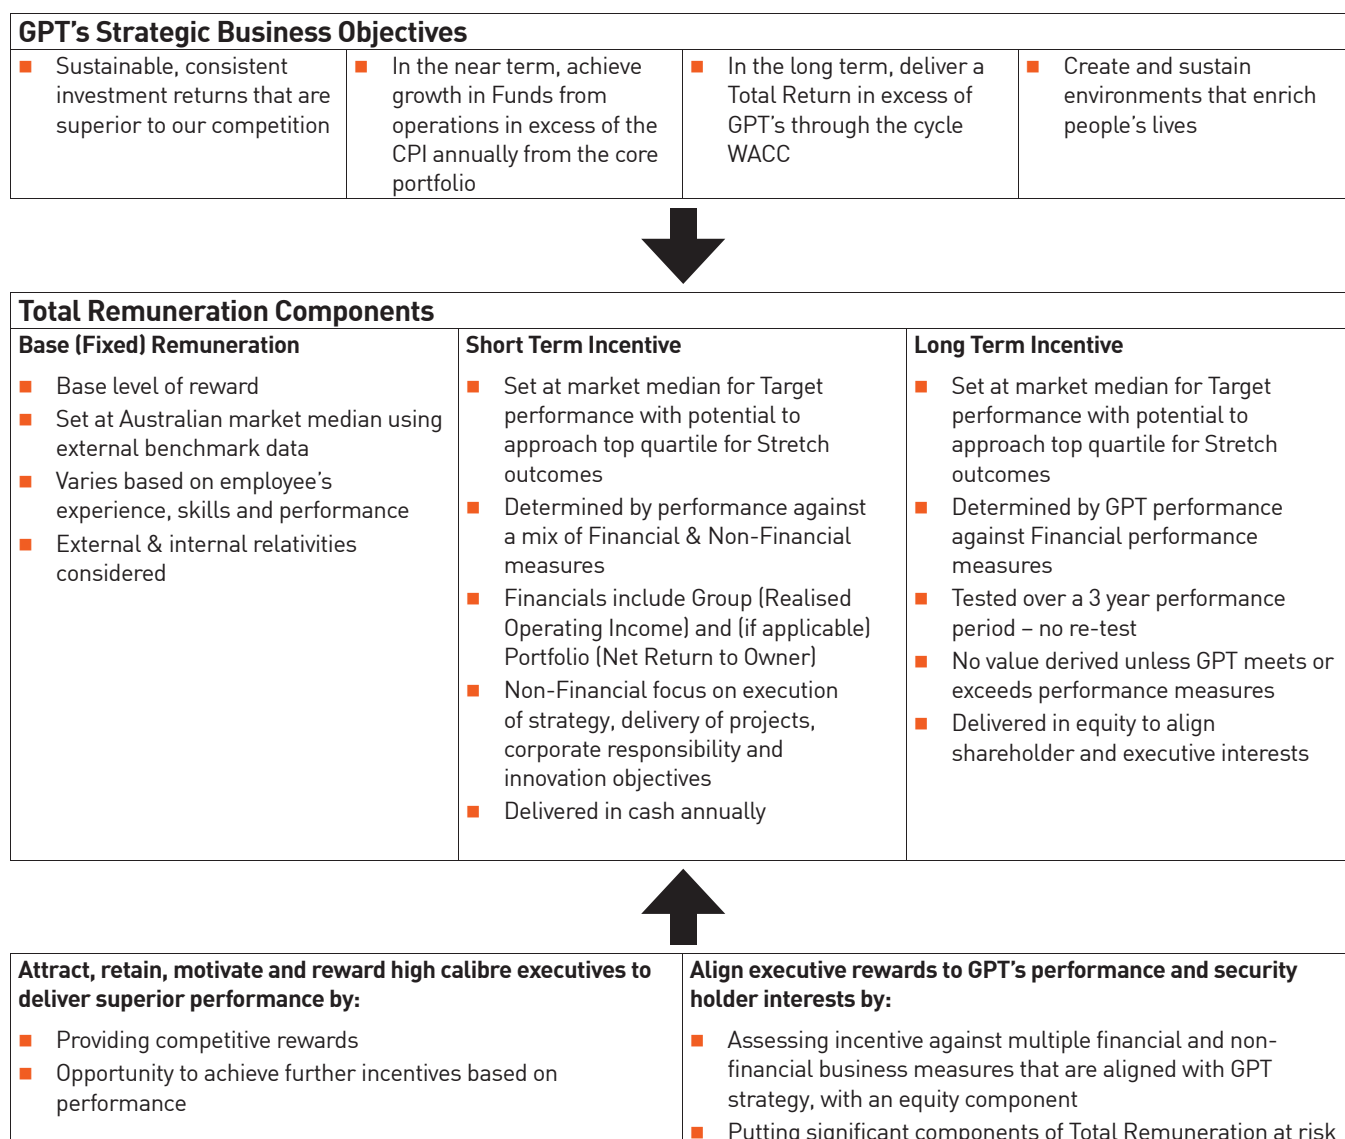 GPT's Strategic Business Objectives
Sustainable, consistent
investment returns that are
superior to our competition
In the near term, achieve
growth in Funds from
operations in excess of the
CPI annually from the core
portfolio
In the long term, deliver a
Total Return in excess of
GPT's through the cycle
WACC
Create and sustain
environments that enrich
people's lives
Total Remuneration Components
Base (Fixed) Remuneration
Base level of reward
Set at Australian market median using
external benchmark data
Varies based on employee's
experience, skills and performance
External & internal relativities
considered
Short Term Incentive
Set at market median for Target
performance with potential to
approach top quartile for Stretch
outcomes
Determined by performance against
a mix of Financial & Non-Financial
measures
Financials include Group (Realised
Operating Income) and (if applicable)
Portfolio (Net Return to Owner)
Non-Financial focus on execution
of strategy, delivery of projects,
corporate responsibility and
innovation objectives
Delivered in cash annually
Long Term Incentive
Set at market median for Target
performance with potential to
approach top quartile for Stretch
outcomes
Determined by GPT performance
against Financial performance
measures
Tested over a 3 year performance
period – no re-test
No value derived unless GPT meets or
exceeds performance measures
Delivered in equity to align
shareholder and executive interests
Attract, retain, motivate and reward high calibre executives to
deliver superior performance by:
Providing competitive rewards
Opportunity to achieve further incentives based on
performance
Align executive rewards to GPT's performance and security
holder interests by:
Assessing incentive against multiple financial and non-
financial business measures that are aligned with GPT
strategy, with an equity component
Putting significant components of Total Remuneration at risk